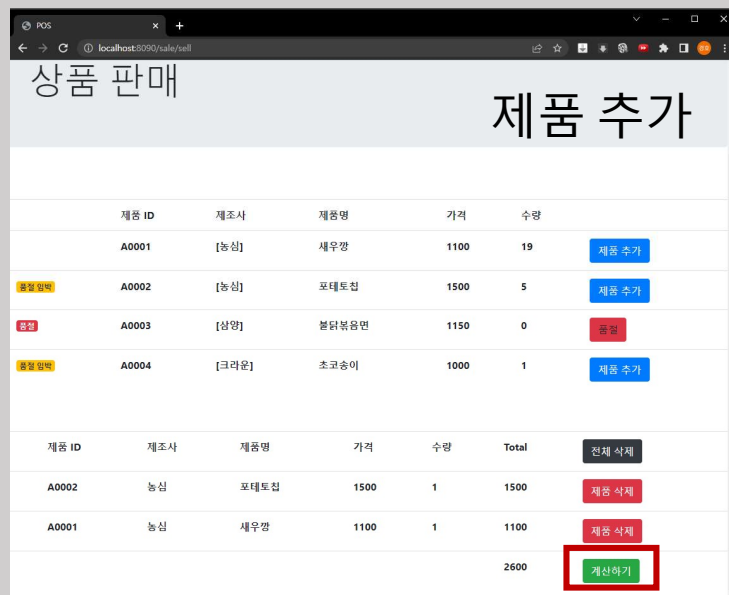 POS
localhost:8090/sale/sell
상품 판매
제품 추가
제품 ID 제조사 제품명 가격 수량
A0001 [농심] 새우깡 1100 19 제품 추가
품절 임박 A0002 [농심] 포테토칩 1500 5 제품 추가
품절 A0003 [삼양] 불닭볶음면 1150 0 품절
품절 임박 A0004 [크라운] 초코송이 1000 1 제품 추가
제품 ID 제조사 제품명 가격 수량 Total 전체 삭제
A0002 농심 포테토칩 1500 1 1500 제품 삭제
A0001 농심 새우깡 1100 1 1100 제품 삭제
2600 계산하기